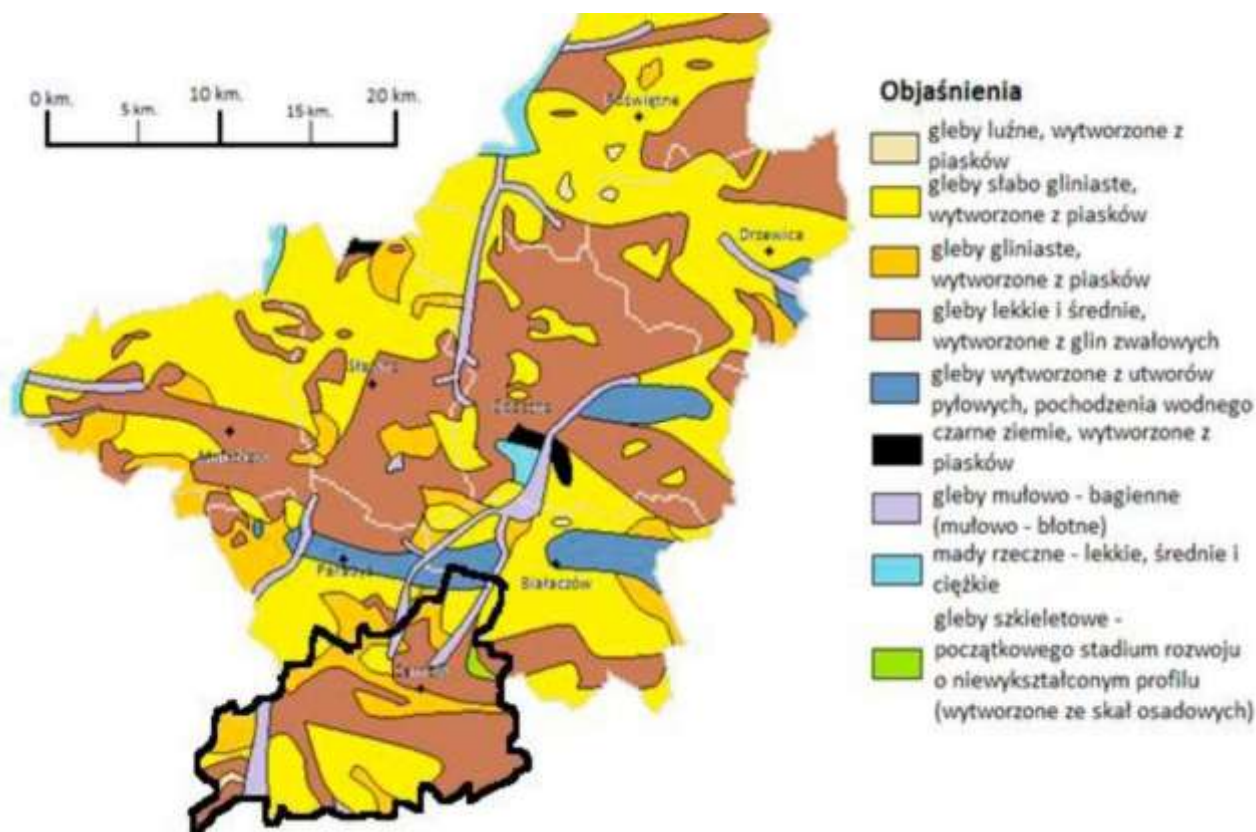 0 km.
5 km.
10 km.
15 km.
20 km.
Drzewica
Białaczów
Objaśnienia
gleby luźne, wytworzone z
piasków
gleby słabo gliniaste,
wytworzone z piasków
gleby gliniaste,
wytworzone z piasków
gleby lekkie i średnie,
wytworzone z glin zwałowych
gleby wytworzone z utworów
pyłowych, pochodzenia wodnego
czarne ziemie, wytworzone z
piasków
gleby mułowo - bagienne
(mułowo - błotne)
mady rzeczne - lekkie, średnie i
ciężkie
gleby szkieletowe -
początkowego stadium rozwoju
o niewykształconym profilu
(wytworzone ze skał osadowych)